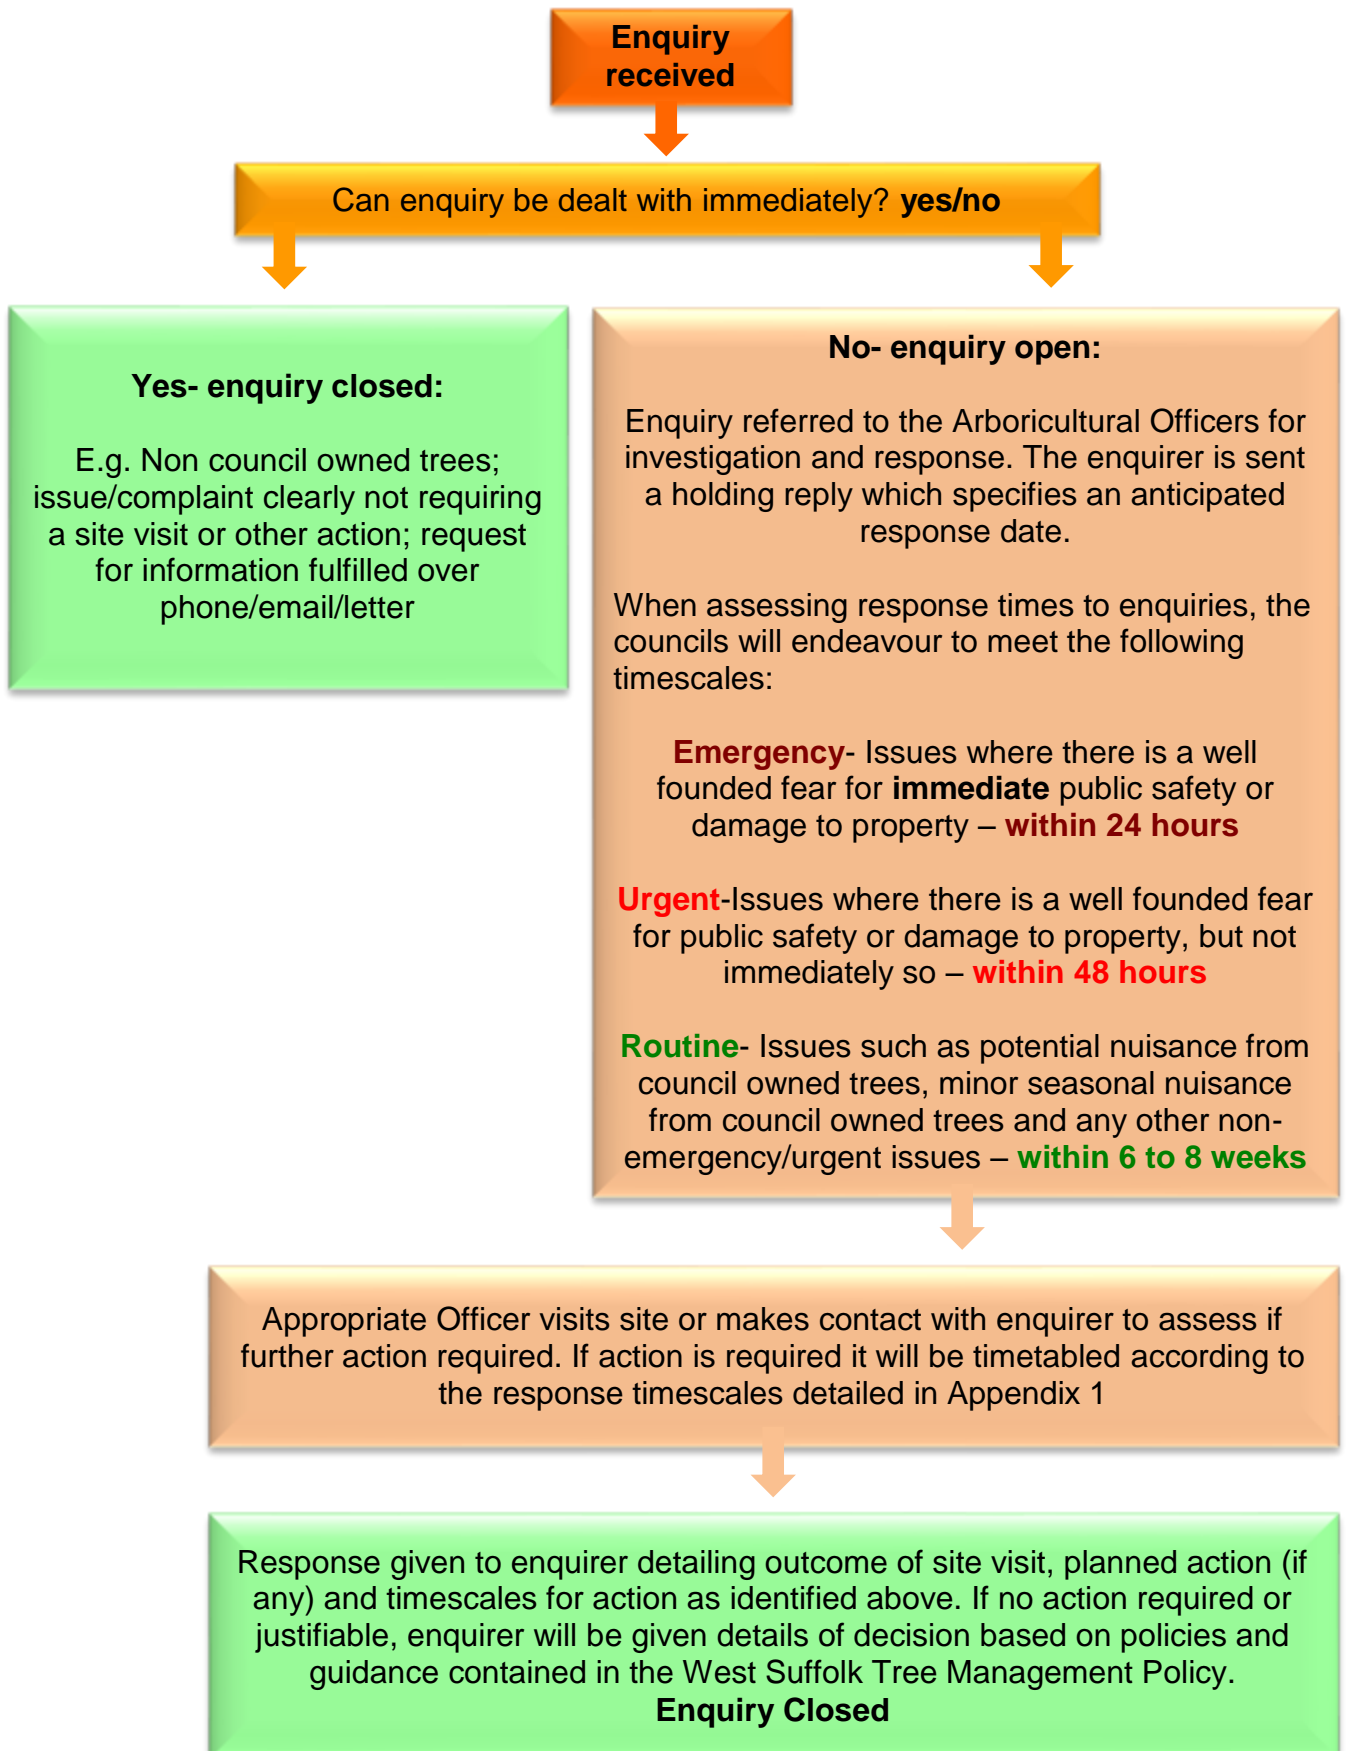 Enquiry
received
Can enquiry be dealt with immediately? yes/no
Yes- enquiry closed:
E.g. Non council owned trees;
issue/complaint clearly not requiring
a site visit or other action; request
for information fulfilled over
phone/email/letter
No- enquiry open:
Enquiry referred to the Arboricultural Officers for
investigation and response. The enquirer is sent
a holding reply which specifies an anticipated
response date.
When assessing response times to enquiries, the
councils will endeavour to meet the following
timescales:
Emergency- Issues where there is a well
founded fear for immediate public safety or
damage to property – within 24 hours
Urgent-Issues where there is a well founded fear
for public safety or damage to property, but not
immediately so – within 48 hours
Routine- Issues such as potential nuisance from
council owned trees, minor seasonal nuisance
from council owned trees and any other non-
emergency/urgent issues – within 6 to 8 weeks
Appropriate Officer visits site or makes contact with enquirer to assess if
further action required. If action is required it will be timetabled according to
the response timescales detailed in Appendix 1
Response given to enquirer detailing outcome of site visit, planned action (if
any) and timescales for action as identified above. If no action required or
justifiable, enquirer will be given details of decision based on policies and
guidance contained in the West Suffolk Tree Management Policy.
Enquiry Closed